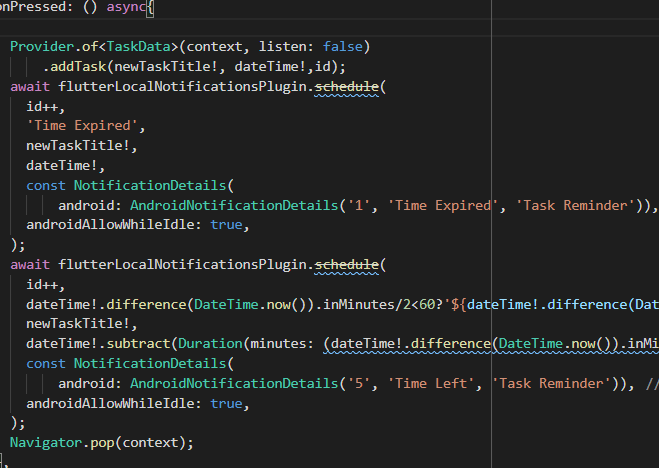 onPressed: () async{
Provider.of<TaskData>(context, listen: false)
.addTask(newTaskTitle!, dateTime!,id);
await flutterLocalNotificationsPlugin.schedule(
id++,
'Time Expired',
newTaskTitle!,
dateTime!,
const NotificationDetails(
android: AndroidNotificationDetails('1', 'Time Expired', 'Task Reminder')),
androidAllowWhileIdle: true,
);
await flutterLocalNotificationsPlugin.schedule(
id++,
dateTime!.difference(DateTime.now()).inMinutes/2<60?'${dateTime!.difference(Dat
newTaskTitle!,
dateTime!.subtract(Duration(minutes: (dateTime!.difference(DateTime.now()).inMi
const NotificationDetails(
android: AndroidNotificationDetails('5', 'Time Left', 'Task Reminder')), //
androidAllowWhileIdle: true,
);
Navigator.pop(context);